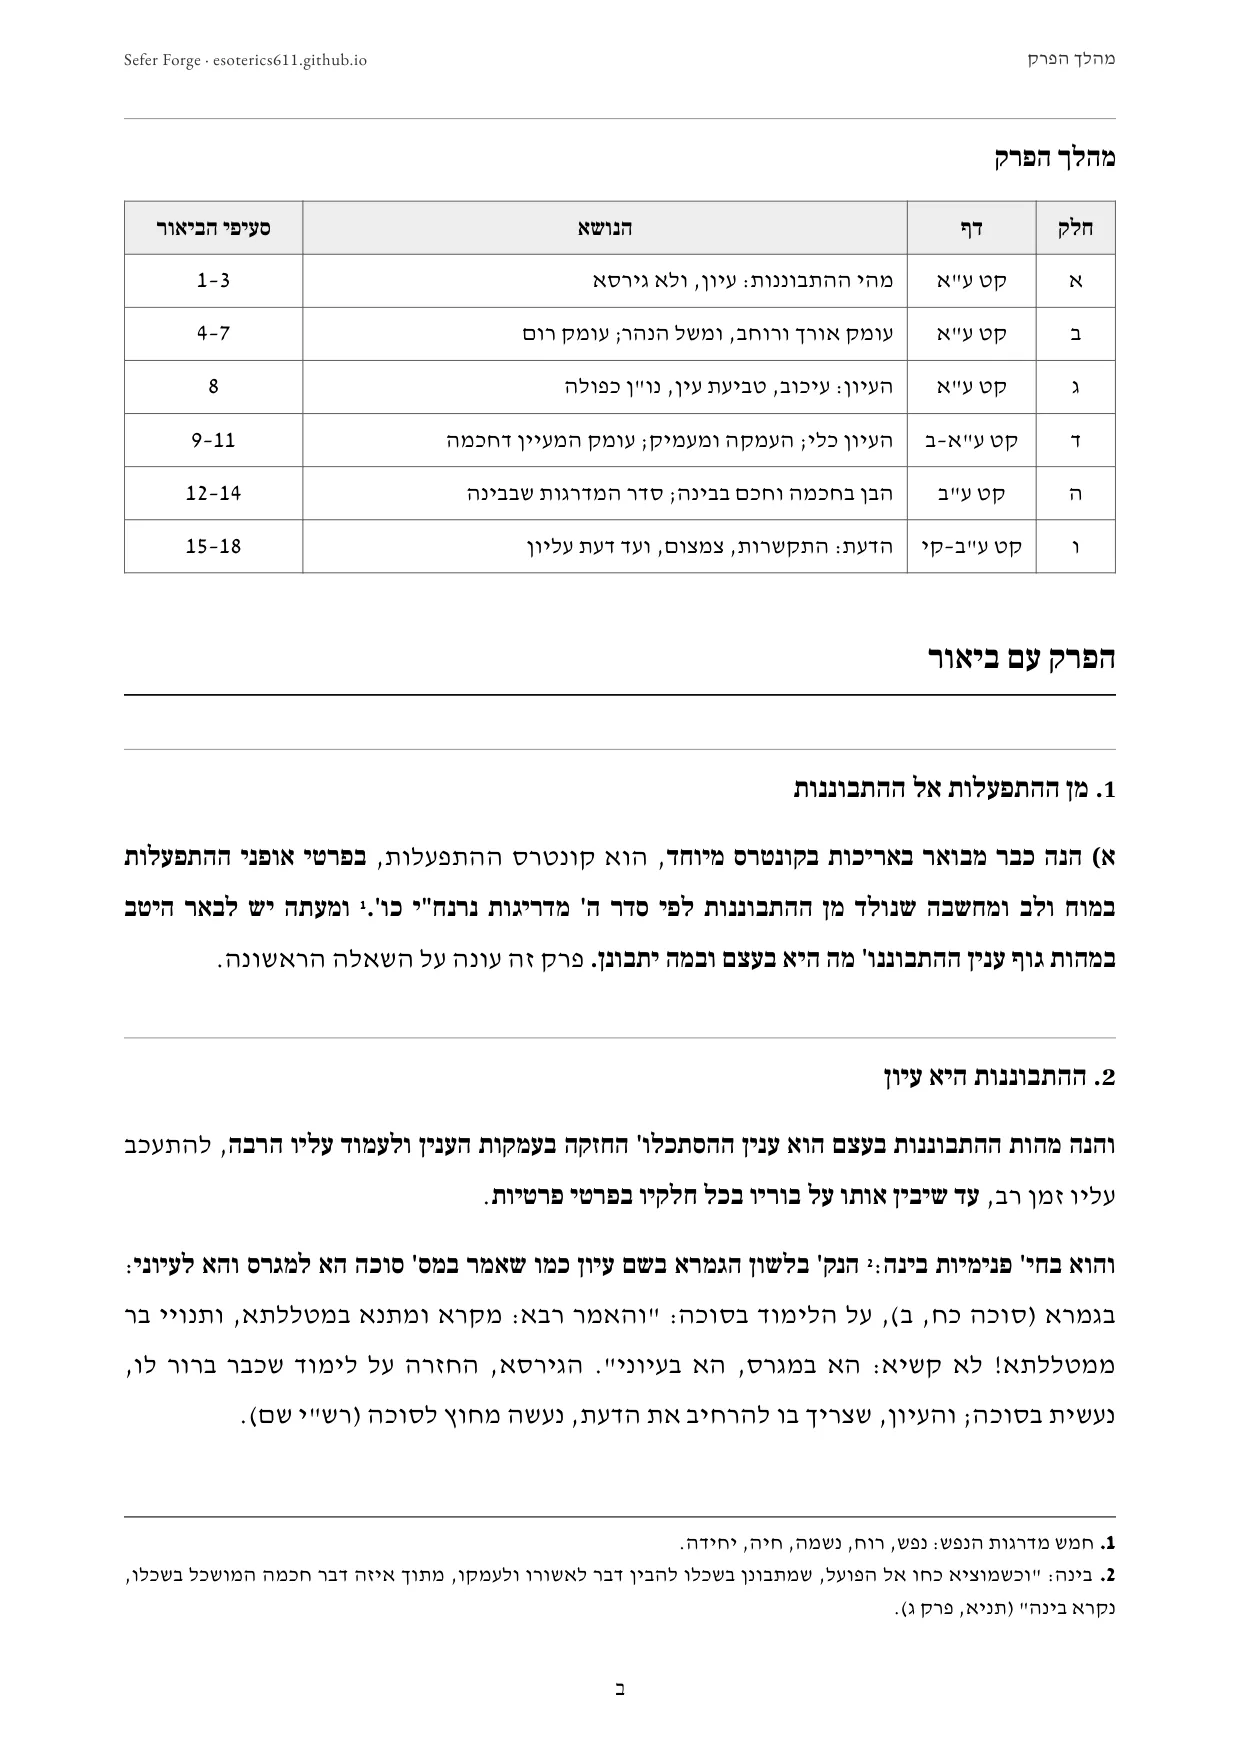 Sefer Forge · esoterics611.github.io
מהלך הפרק
מהלך הפרק
חלק דף הנושא סעיפי הביאור
א קט ע"א מהי ההתבוננות: עיון, ולא גירסא 1–3
ב קט ע"א עומק אורך ורוחב, ומשל הנהר; עומק רום 4–7
ג קט ע"א העיון: עיכוב, טביעת עין, נו"ן כפולה 8
ד קט ע"א–ב העיון כלי; העמקה ומעמיק; עומק המעיין דחכמה 9–11
ה קט ע"ב הבן בחכמה וחכם בבינה; סדר המדרגות שבבינה 12–14
ו קט ע"ב–קי הדעת: התקשרות, צמצום, ועד דעת עליון 15–18
הפרק עם ביאור
1. מן ההתפעלות אל ההתבוננות
א) הנה כבר מבואר באריכות בקונטרס מיוחד, הוא קונטרס ההתפעלות, בפרטי אופני ההתפעלות
במוח ולב ומחשבה שנולד מן ההתבוננות לפי סדר ה' מדריגות נרנח"י כו'.¹ ומעתה יש לבאר היטב
במהות גוף ענין ההתבוננו' מה היא בעצם ובמה יתבונן. פרק זה עונה על השאלה הראשונה.
2. ההתבוננות היא עיון
והנה מהות ההתבוננות בעצם הוא ענין ההסתכלו' החזקה בעמקות הענין ולעמוד עליו הרבה, להתעכב
עליו זמן רב, עד שיבין אותו על בוריו בכל חלקיו בפרטי פרטיות.
והוא בחי' פנימיות בינה:² הנק' בלשון הגמרא בשם עיון כמו שאמר במס' סוכה הא למגרס והא לעיוני:
בגמרא (סוכה כח, ב), על הלימוד בסוכה: "והאמר רבא: מקרא ומתנא במטללתא, ותנויי בר
ממטללתא! לא קשיא: הא במגרס, הא בעיוני". הגירסא, החזרה על לימוד שכבר ברור לו,
נעשית בסוכה; והעיון, שצריך בו להרחיב את הדעת, נעשה מחוץ לסוכה (רש"י שם).
1. חמש מדרגות הנפש: נפש, רוח, נשמה, חיה, יחידה.
2. בינה: "וכשמוציא כחו אל הפועל, שמתבונן בשכלו להבין דבר לאשורו ולעמקו, מתוך איזה דבר חכמה המושכל בשכלו,
נקרא בינה" (תניא, פרק ג).
ב